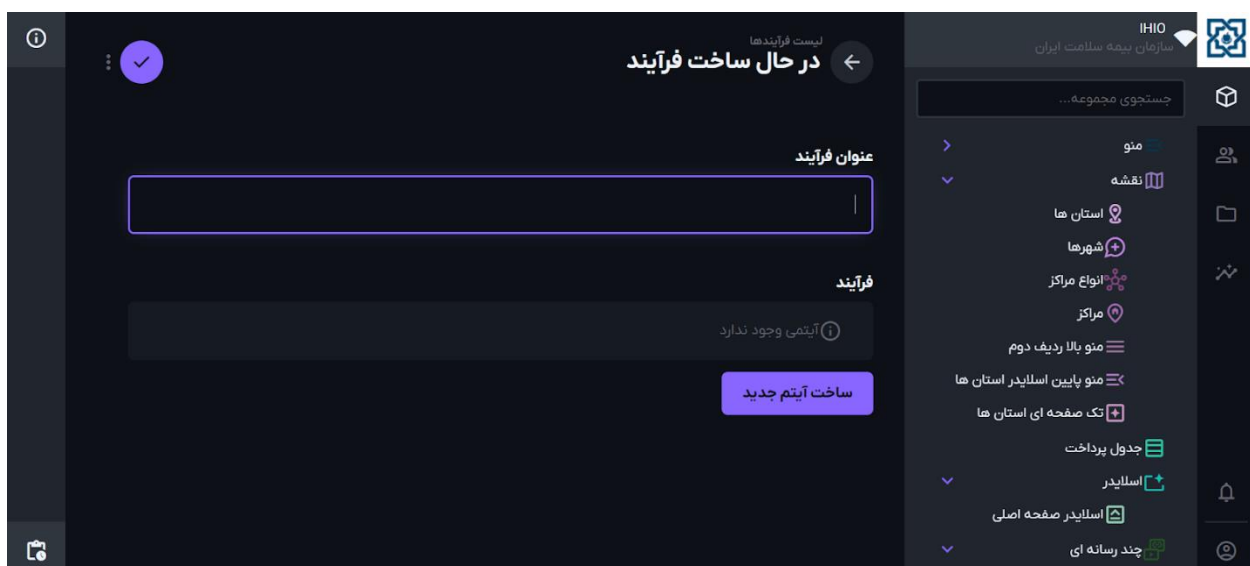 IHIO
سازمان بیمه سلامت ایران
جستجوی مجموعه...
منو
نقشه
استان ها
شهرها
انواع مراکز
مراکز
منو بالا ردیف دوم
منو پایین اسلایدر استان ها
تک صفحه ای استان ها
جدول پرداخت
اسلایدر
اسلایدر صفحه اصلی
چند رسانه ای
لیست فرآیندها
در حال ساخت فرآیند
عنوان فرآیند
فرآیند
آیتمی وجود ندارد
ساخت آیتم جدید